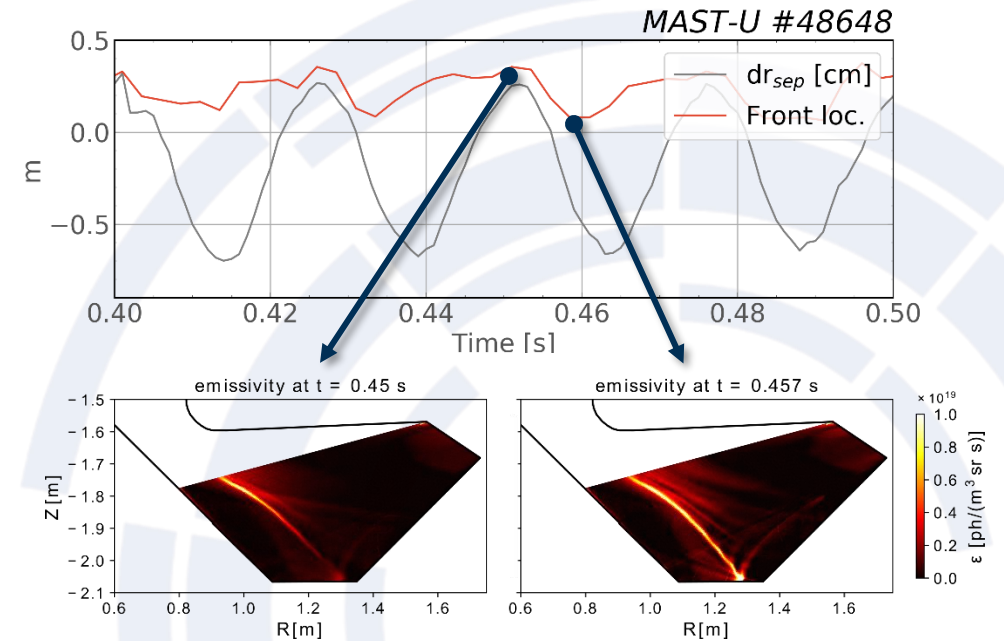 MAST-U #48648
0.5
0.0
−0.5
m
dr_sep [cm]
Front loc.
0.40 0.42 0.44 0.46 0.48 0.50
Time [s]
emissivity at t = 0.45 s
emissivity at t = 0.457 s
−1.5
−1.6
−1.7
−1.8
−1.9
−2.0
−2.1
Z [m]
0.6 0.8 1.0 1.2 1.4 1.6
R [m]
0.6 0.8 1.0 1.2 1.4 1.6
R [m]
× 10¹⁹
1.0
0.8
0.6
0.4
0.2
0.0
ε [ph/(m³ sr s)]